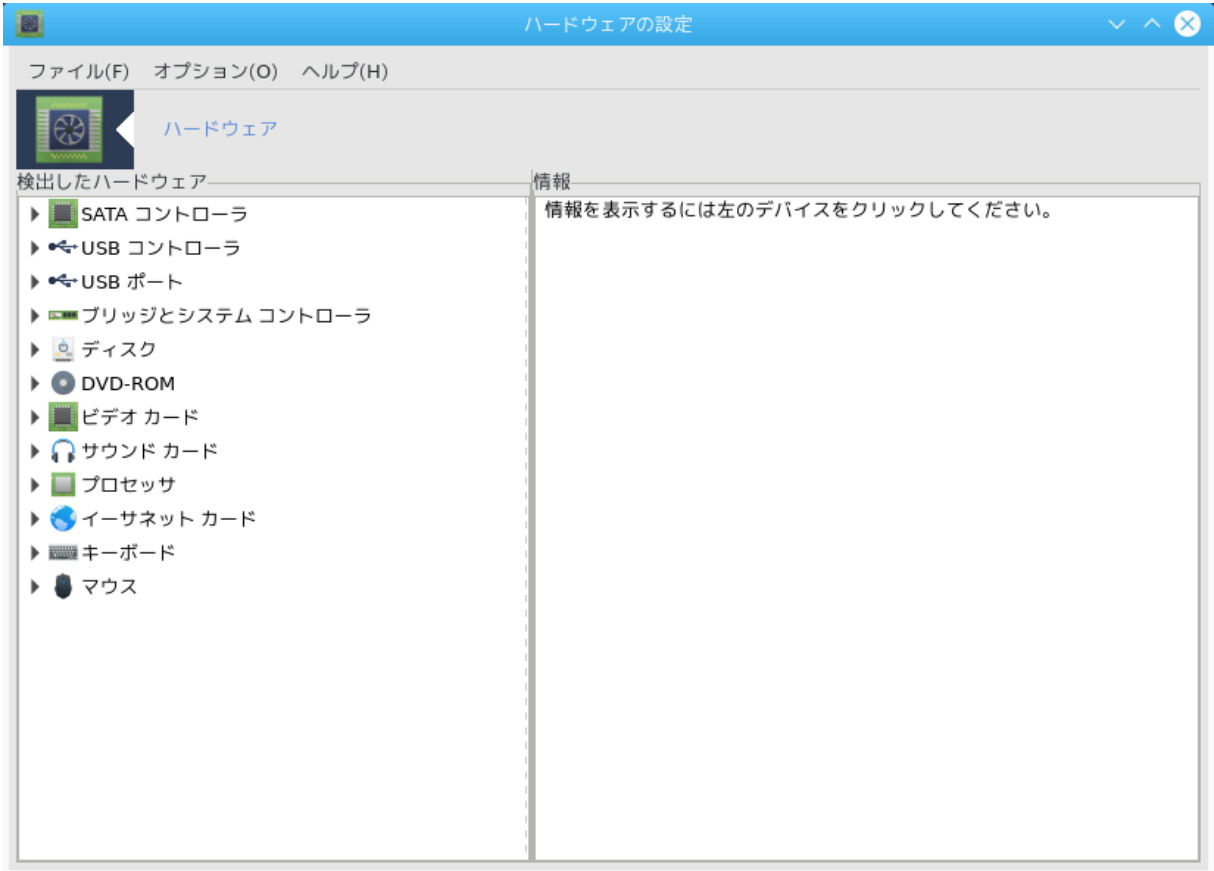 ハードウェアの設定
ファイル(F) オプション(O) ヘルプ(H)
ハードウェア
検出したハードウェア
SATA コントローラ
USB コントローラ
USB ポート
ブリッジとシステム コントローラ
ディスク
DVD-ROM
ビデオ カード
サウンド カード
プロセッサ
イーサネット カード
キーボード
マウス
情報
情報を表示するには左のデバイスをクリックしてください。